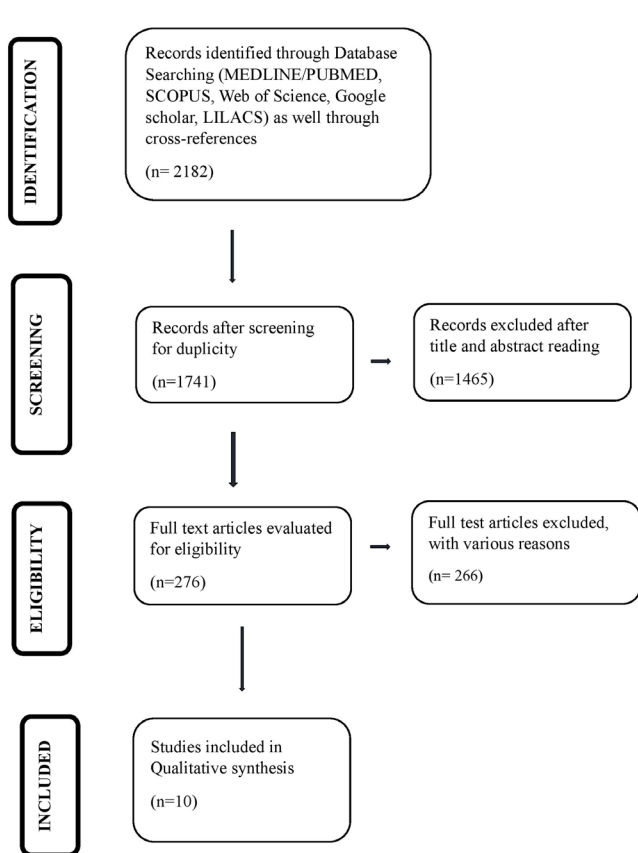 IDENTIFICATION
Records identified through Database
Searching (MEDLINE/PUBMED,
SCOPUS, Web of Science, Google
scholar, LILACS) as well through
cross-references
(n= 2182)
SCREENING
Records after screening
for duplicity
(n=1741)
Records excluded after
title and abstract reading
(n=1465)
ELIGIBILITY
Full text articles evaluated
for eligibility
(n=276)
Full test articles excluded,
with various reasons
(n= 266)
INCLUDED
Studies included in
Qualitative synthesis
(n=10)